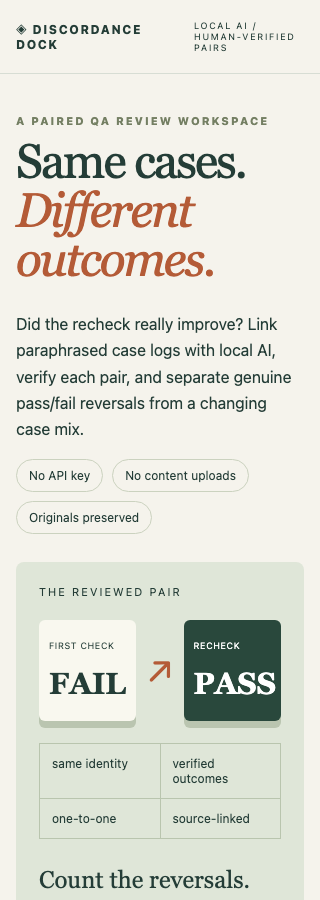 ◈ DISCORDANCE
DOCK
LOCAL AI /
HUMAN-VERIFIED
PAIRS
A PAIRED QA REVIEW WORKSPACE
Same cases.
Different
outcomes.
Did the recheck really improve? Link
paraphrased case logs with local AI,
verify each pair, and separate genuine
pass/fail reversals from a changing
case mix.
No API key
No content uploads
Originals preserved
THE REVIEWED PAIR
FIRST CHECK
FAIL
RECHECK
PASS
same identity
verified
outcomes
one-to-one
source-linked
Count the reversals.